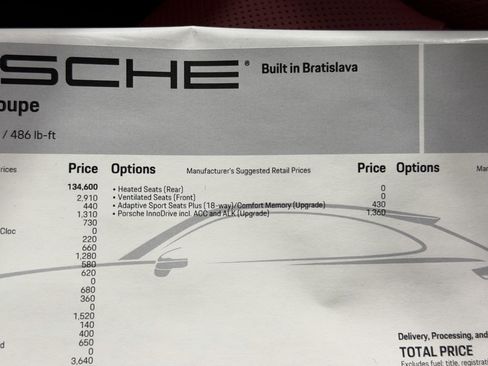 SCHE® Built in Bratislava
oupe
/ 486 lb-ft
rices Price Options Manufacturer's Suggested Retail Prices Price Options
134,600 • Heated Seats (Rear) 0
2,910 • Ventilated Seats (Front) 0
440 • Adaptive Sport Seats Plus (18-way)/Comfort Memory (Upgrade) 430
1,310 • Porsche InnoDrive incl. ACC and ALK (Upgrade) 1,360
730
Cloc 0
220
660
1,280
580
620
0
680
360
0
1,520
140
400
d 650
0
3,640
Delivery, Processing, and
TOTAL PRICE
Excludes fuel; title, registrati